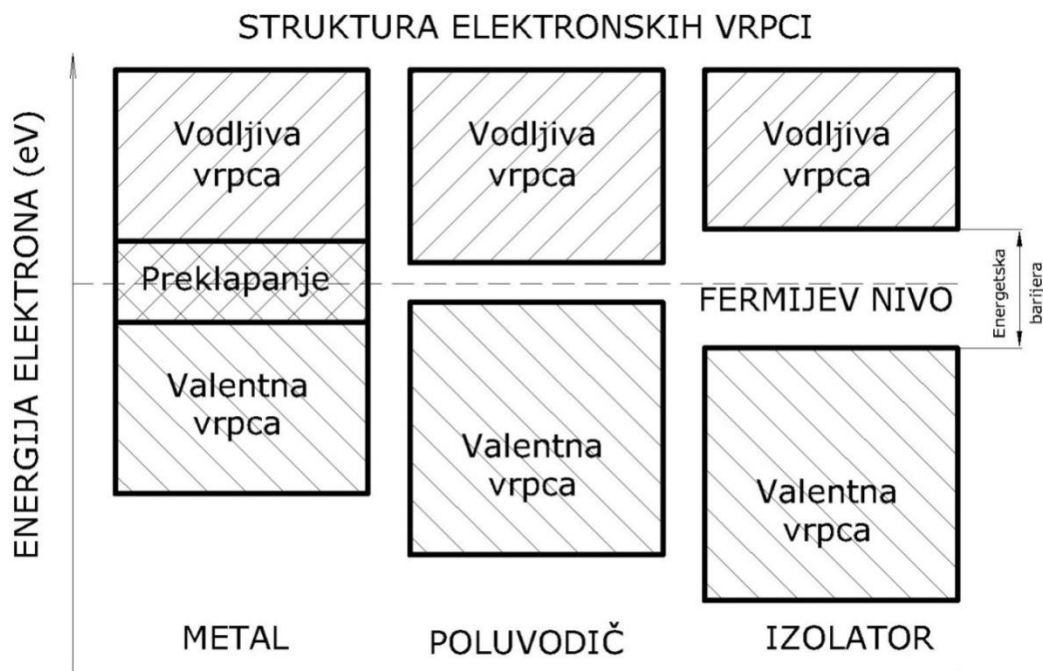 STRUKTURA ELEKTRONSKIH VRPCI
ENERGIJA ELEKTRONA (eV)
Vodljiva
vrpca
Preklapanje
Valentna
vrpca
METAL
Vodljiva
vrpca
Valentna
vrpca
POLUVODIČ
Vodljiva
vrpca
FERMIJEV NIVO
Energetska
barijera
Valentna
vrpca
IZOLATOR